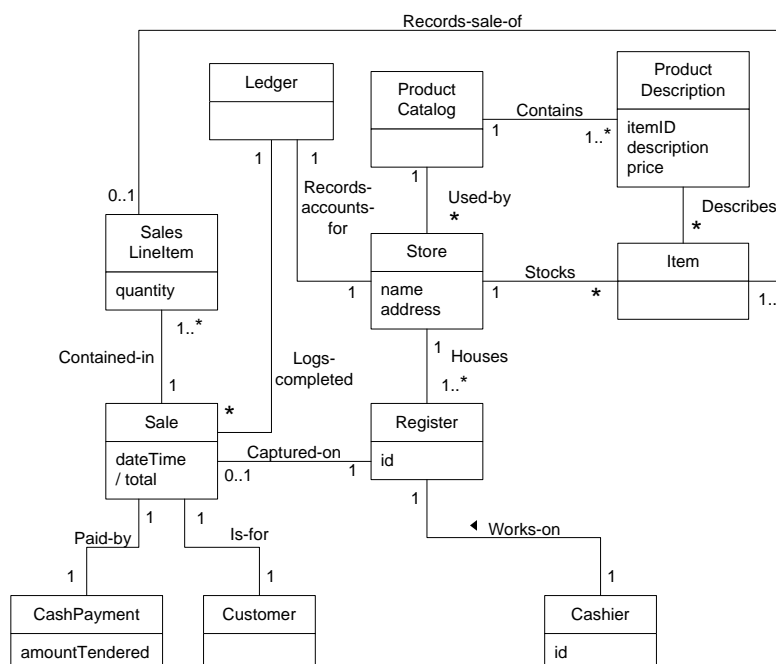 Records-sale-of
Ledger
Product
Catalog
Product
Description
itemID
description
price
Contains
1
1..*
1
1
1
Records-
accounts-
for
Used-by
*
Describes
*
0..1
Sales
LineItem
quantity
Store
name
address
Stocks
1
1
*
Item
1..
1..*
Contained-in
1
Logs-
completed
*
1
Houses
1..*
Sale
dateTime
/ total
Captured-on
0..1
1
Register
id
1
1
1
Paid-by
Is-for
Works-on
1
1
1
CashPayment
amountTendered
Customer
Cashier
id